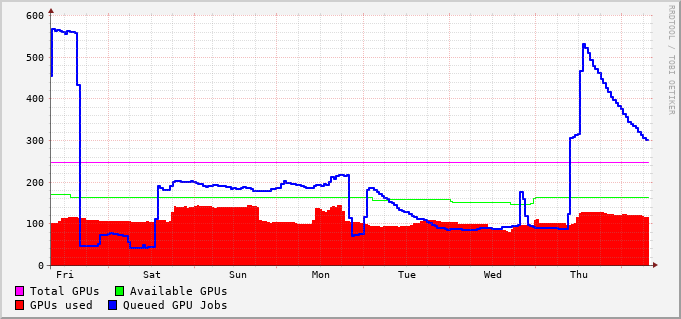 600
500
400
300
200
100
0
Fri Sat Sun Mon Tue Wed Thu
Total GPUs Available GPUs
GPUs used Queued GPU Jobs
RRDTOOL / TOBI OETIKER